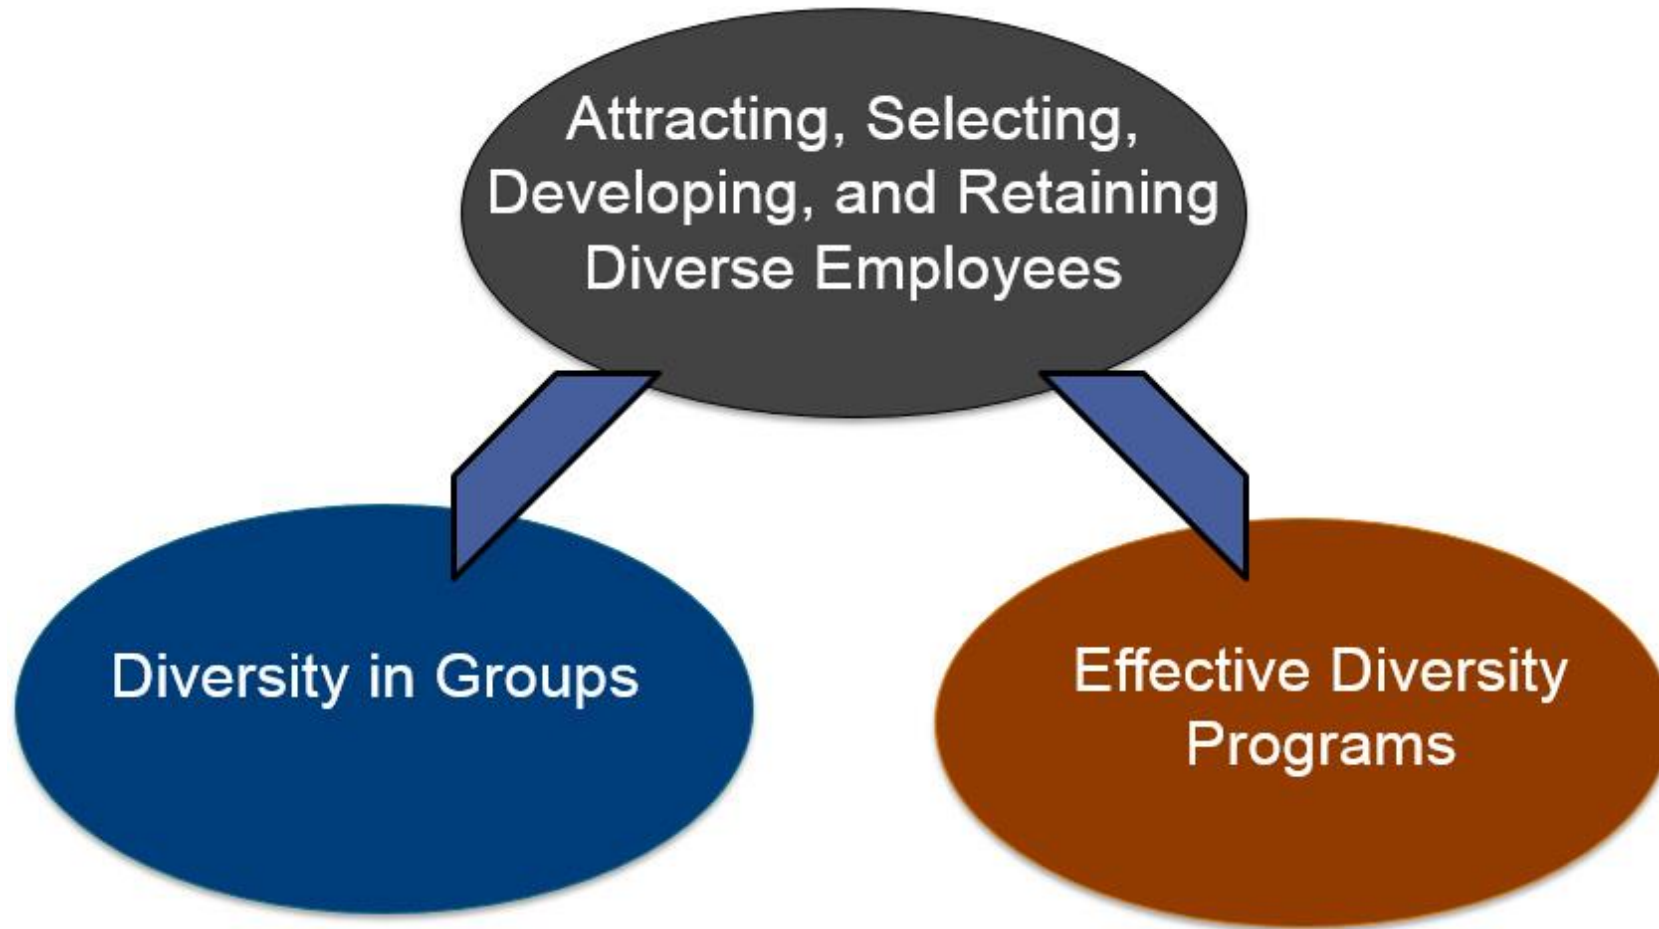 Attracting, Selecting,
Developing, and Retaining
Diverse Employees
Diversity in Groups
Effective Diversity
Programs